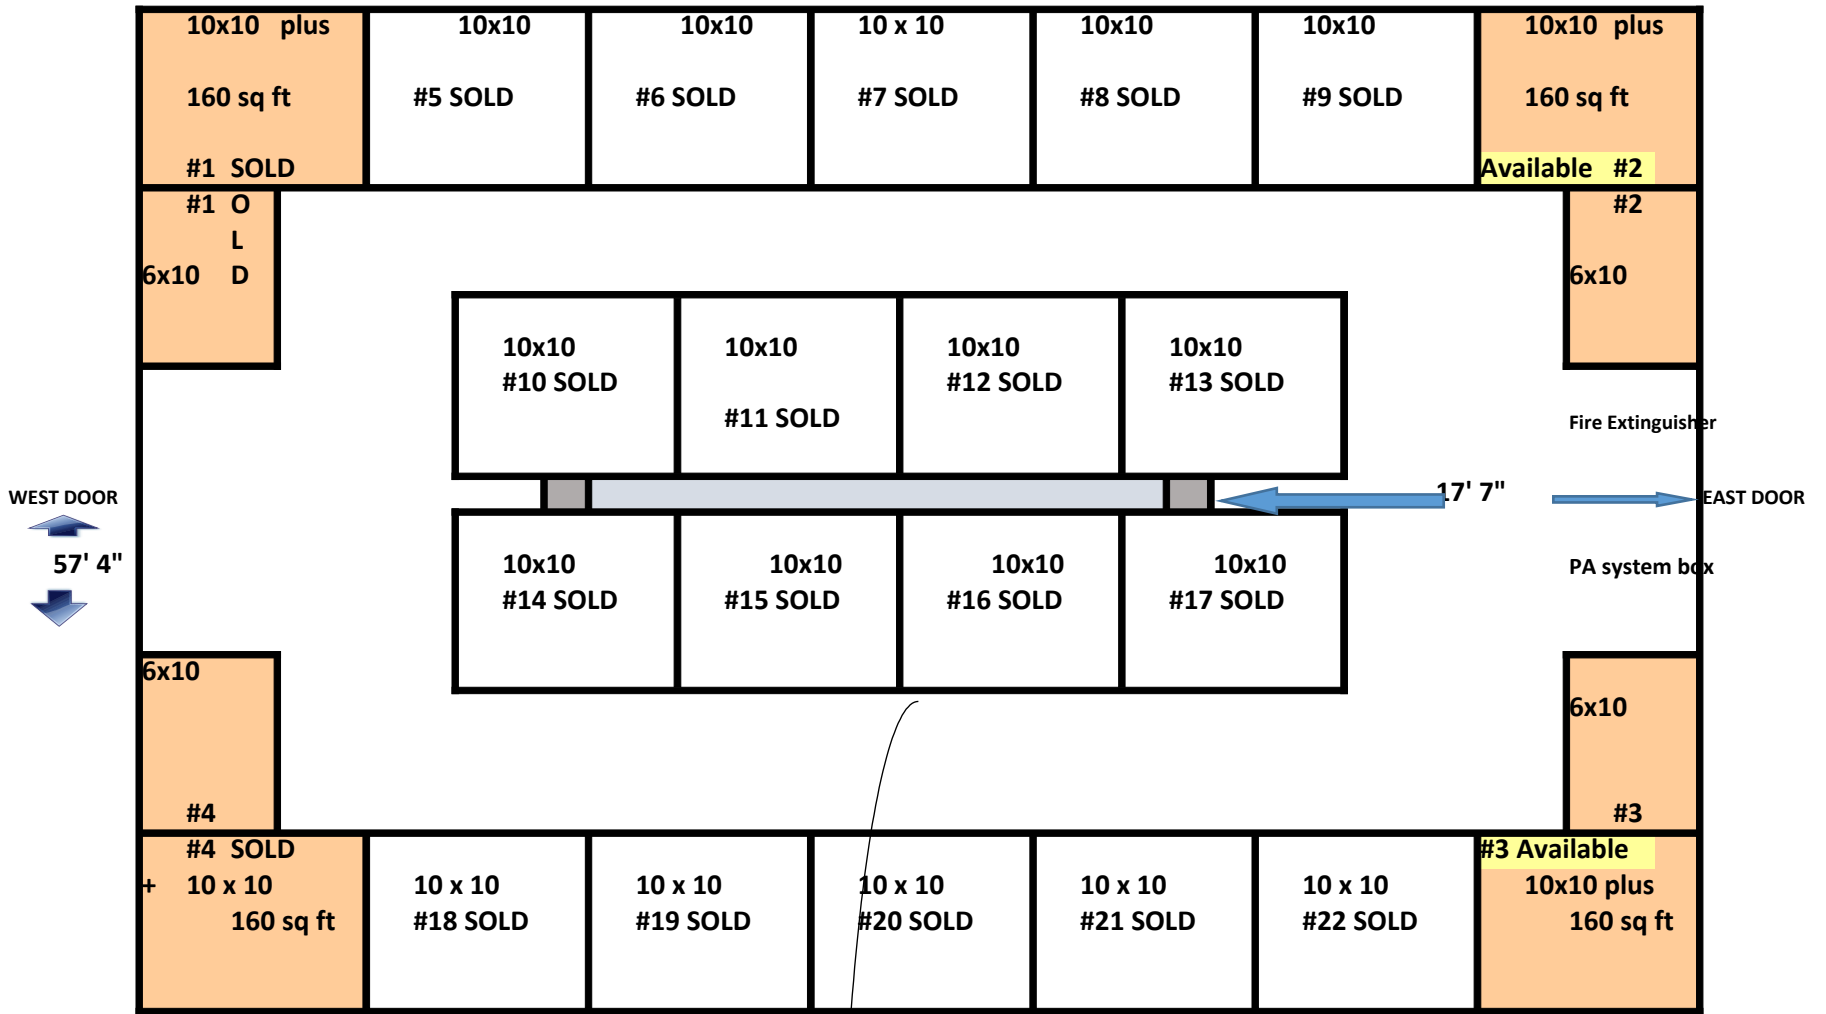 10x10 plus 10x10 10x10 10 x 10 10x10 10x10 10x10 plus
160 sq ft #5 SOLD #6 SOLD #7 SOLD #8 SOLD #9 SOLD 160 sq ft
#1 SOLD Available #2
#1 O #2
L
6x10 D 6x10
10x10 10x10 10x10 10x10
#10 SOLD #12 SOLD #13 SOLD
#11 SOLD Fire Extinguisher
WEST DOOR 17' 7" EAST DOOR
57' 4" 10x10 10x10 10x10 10x10 PA system box
#14 SOLD #15 SOLD #16 SOLD #17 SOLD
6x10
6x10
#4 #3
#4 SOLD #3 Available
+ 10 x 10 10 x 10 10 x 10 10 x 10 10 x 10 10 x 10 10x10 plus
160 sq ft #18 SOLD #19 SOLD #20 SOLD #21 SOLD #22 SOLD 160 sq ft